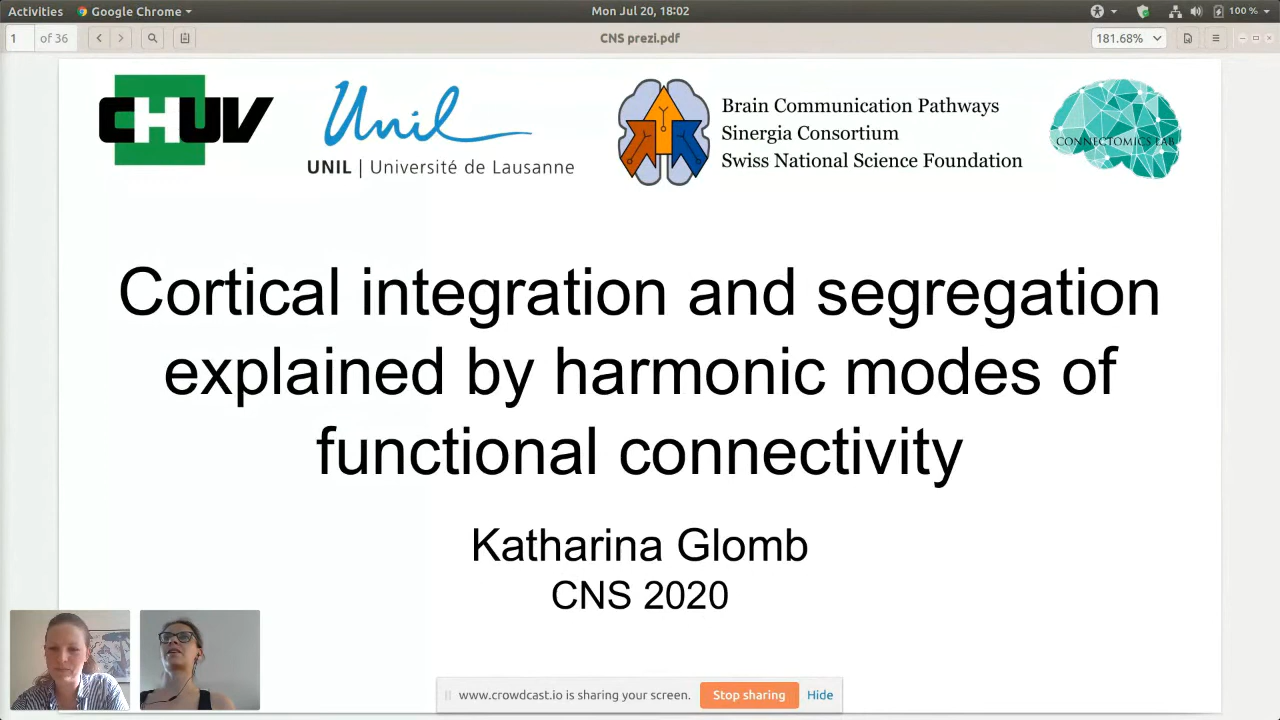 Activities Google Chrome Mon Jul 20, 18:02 100 %
1 of 36 CNS prezi.pdf 181.68%
CHUV
Unil
UNIL | Université de Lausanne
Brain Communication Pathways
Sinergia Consortium
Swiss National Science Foundation
CONNECTOMICS LAB
Cortical integration and segregation
explained by harmonic modes of
functional connectivity
Katharina Glomb
CNS 2020
www.crowdcast.io is sharing your screen. Stop sharing Hide